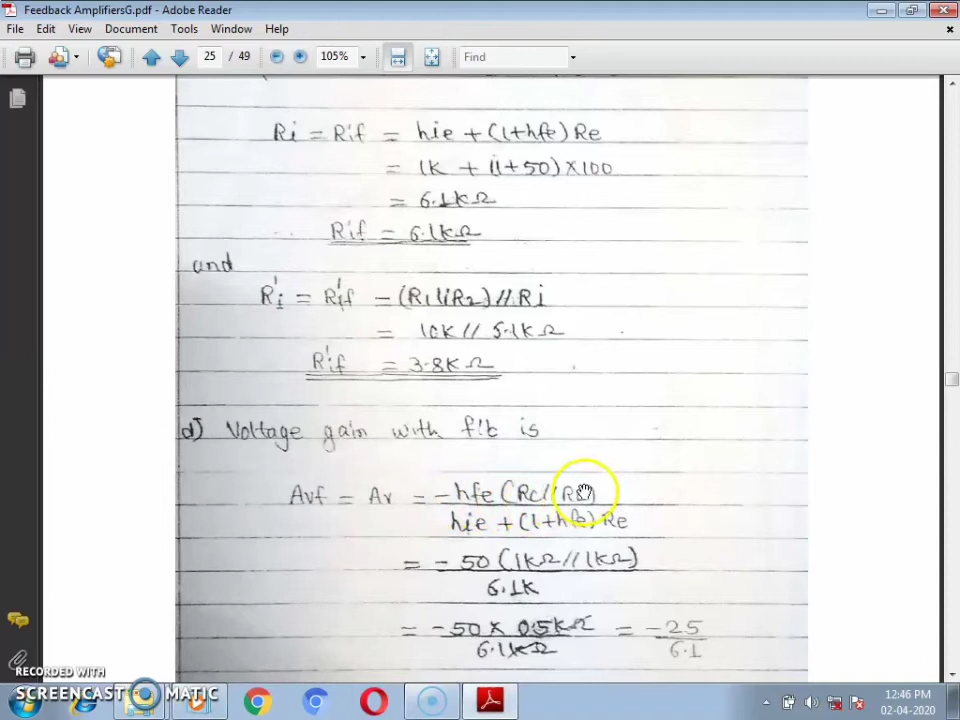 Feedback AmplifiersG.pdf - Adobe Reader
File Edit View Document Tools Window Help
25 / 49 105% Find
Ri = Rif = hie + (1+hfe) Re
= 1K + (1+50) × 100
= 6.1KΩ
Rif = 6.1KΩ
and
R'i = R'if = (R1//R2) // Ri
= 10K // 6.1KΩ
R'if = 3.8KΩ
d) Voltage gain with f/b is
Avf = Av = -hfe (Rc//RL)
hie + (1+hfe) Re
= -50 (1KΩ//1KΩ)
6.1K
= -50 × 0.5KΩ = -25
6.1KΩ 6.1
RECORDED WITH
SCREENCAST MATIC
12:46 PM
02-04-2020